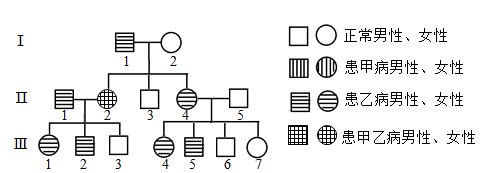 Ⅰ
1 2
正常男性、女性
患甲病男性、女性
Ⅱ
1 2 3 4 5
患乙病男性、女性
患甲乙病男性、女性
Ⅲ
1 2 3 4 5 6 7